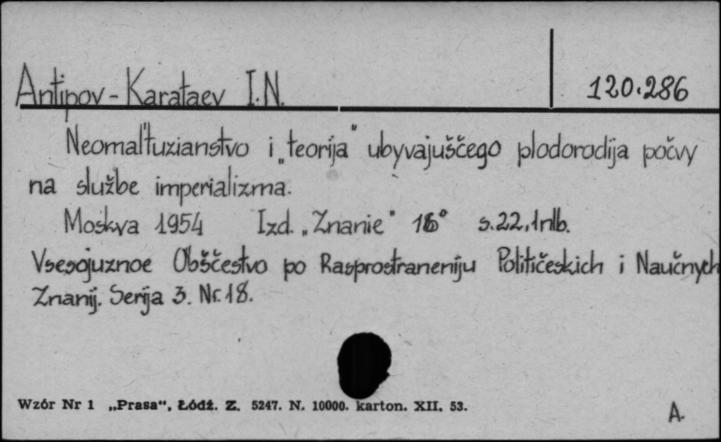 Antipov-Karataev I.N.
120.286
Neomal'tuzianstvo i „teorija" ubyvajuščego plodorodija počvy
na službe imperializma.
Moskva 1954 Izd. „Znanie" 16° s.22,1nlb.
Vsesojuznoe Obščestvo po Rasprostraneniju Političeskich i Naučnych
Znanij. Serija 3. Nr.18.
Wzór Nr 1 „Prasa", Łódź. Z. 5247. N. 10000. karton. XII. 53.
A.